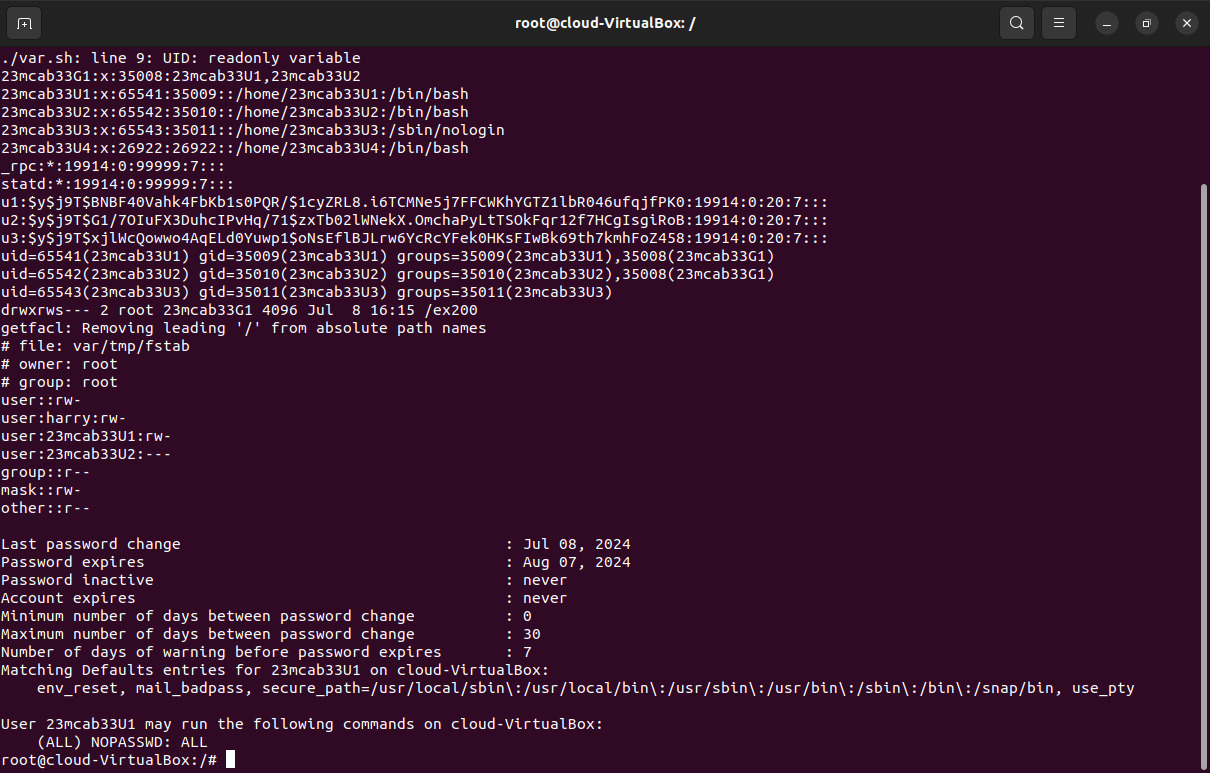 root@cloud-VirtualBox: /
./var.sh: line 9: UID: readonly variable
23mcab33G1:x:35008:23mcab33U1,23mcab33U2
23mcab33U1:x:65541:35009::/home/23mcab33U1:/bin/bash
23mcab33U2:x:65542:35010::/home/23mcab33U2:/bin/bash
23mcab33U3:x:65543:35011::/home/23mcab33U3:/sbin/nologin
23mcab33U4:x:26922:26922::/home/23mcab33U4:/bin/bash
_rpc:*:19914:0:99999:7:::
statd:*:19914:0:99999:7:::
u1:$y$j9T$BNBF40Vahk4FbKb1s0PQR/$1cyZRL8.i6TCMNe5j7FFCWKhYGTZ1lbR046ufqjfPK0:19914:0:20:7:::
u2:$y$j9T$G1/7OIuFX3DuhcIPvHq/71$zxTb02lWNekX.OmchaPyLtTSOkFqr12f7HCgIsgiRoB:19914:0:20:7:::
u3:$y$j9T$xjlWcQowwo4AqELd0Yuwp1$oNsEflBJLrw6YcRcYFek0HKsFIwBk69th7kmhFoZ458:19914:0:20:7:::
uid=65541(23mcab33U1) gid=35009(23mcab33U1) groups=35009(23mcab33U1),35008(23mcab33G1)
uid=65542(23mcab33U2) gid=35010(23mcab33U2) groups=35010(23mcab33U2),35008(23mcab33G1)
uid=65543(23mcab33U3) gid=35011(23mcab33U3) groups=35011(23mcab33U3)
drwxrws--- 2 root 23mcab33G1 4096 Jul  8 16:15 /ex200
getfacl: Removing leading '/' from absolute path names
# file: var/tmp/fstab
# owner: root
# group: root
user::rw-
user:harry:rw-
user:23mcab33U1:rw-
user:23mcab33U2:---
group::r--
mask::rw-
other::r--
Last password change : Jul 08, 2024
Password expires : Aug 07, 2024
Password inactive : never
Account expires : never
Minimum number of days between password change : 0
Maximum number of days between password change : 30
Number of days of warning before password expires : 7
Matching Defaults entries for 23mcab33U1 on cloud-VirtualBox:
env_reset, mail_badpass, secure_path=/usr/local/sbin\:/usr/local/bin\:/usr/sbin\:/usr/bin\:/sbin\:/bin\:/snap/bin, use_pty
User 23mcab33U1 may run the following commands on cloud-VirtualBox:
(ALL) NOPASSWD: ALL
root@cloud-VirtualBox:/#